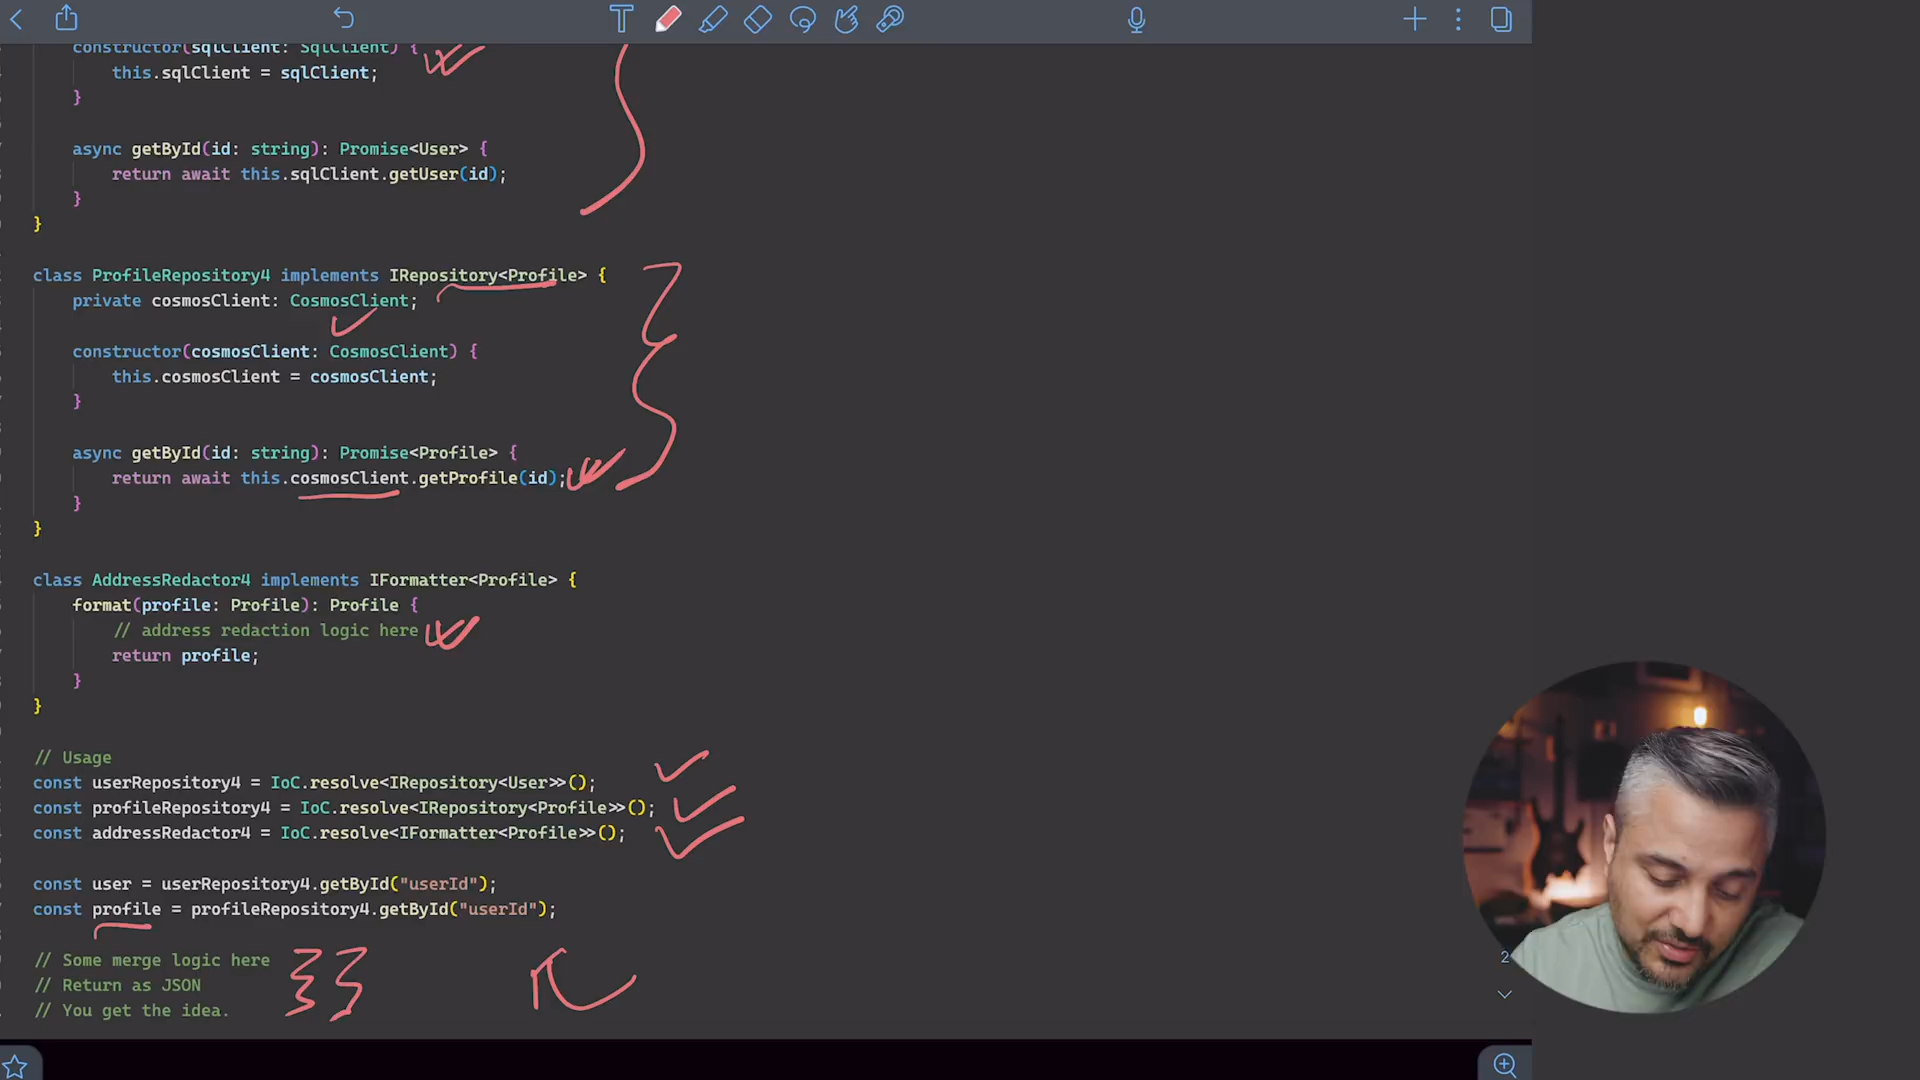 constructor(sqlClient: SqlClient) {
this.sqlClient = sqlClient;
}
async getById(id: string): Promise<User> {
return await this.sqlClient.getUser(id);
}
}
class ProfileRepository4 implements IRepository<Profile> {
private cosmosClient: CosmosClient;
constructor(cosmosClient: CosmosClient) {
this.cosmosClient = cosmosClient;
}
async getById(id: string): Promise<Profile> {
return await this.cosmosClient.getProfile(id);
}
}
class AddressRedactor4 implements IFormatter<Profile> {
format(profile: Profile): Profile {
// address redaction logic here
return profile;
}
}
// Usage
const userRepository4 = IoC.resolve<IRepository<User>>();
const profileRepository4 = IoC.resolve<IRepository<Profile>>();
const addressRedactor4 = IoC.resolve<IFormatter<Profile>>();
const user = userRepository4.getById("userId");
const profile = profileRepository4.getById("userId");
// Some merge logic here
// Return as JSON
// You get the idea.
2